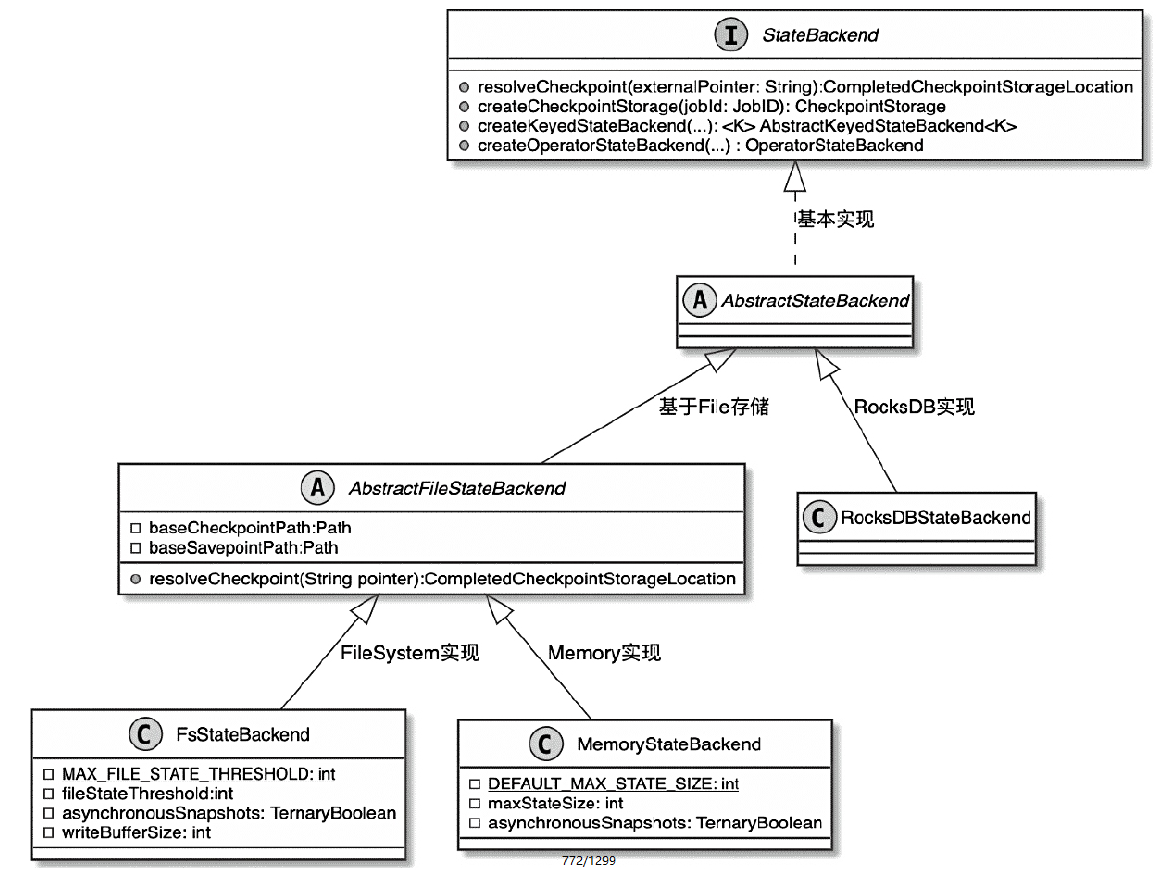 I StateBackend
resolveCheckpoint(externalPointer: String):CompletedCheckpointStorageLocation
createCheckpointStorage(jobId: JobID): CheckpointStorage
createKeyedStateBackend(...): <K> AbstractKeyedStateBackend<K>
createOperatorStateBackend(...) : OperatorStateBackend
基本实现
A AbstractStateBackend
基于File存储
RocksDB实现
A AbstractFileStateBackend
baseCheckpointPath:Path
baseSavepointPath:Path
resolveCheckpoint(String pointer):CompletedCheckpointStorageLocation
C RocksDBStateBackend
FileSystem实现
Memory实现
C FsStateBackend
MAX_FILE_STATE_THRESHOLD: int
fileStateThreshold:int
asynchronousSnapshots: TernaryBoolean
writeBufferSize: int
C MemoryStateBackend
DEFAULT_MAX_STATE_SIZE: int
maxStateSize: int
asynchronousSnapshots: TernaryBoolean
772/1299